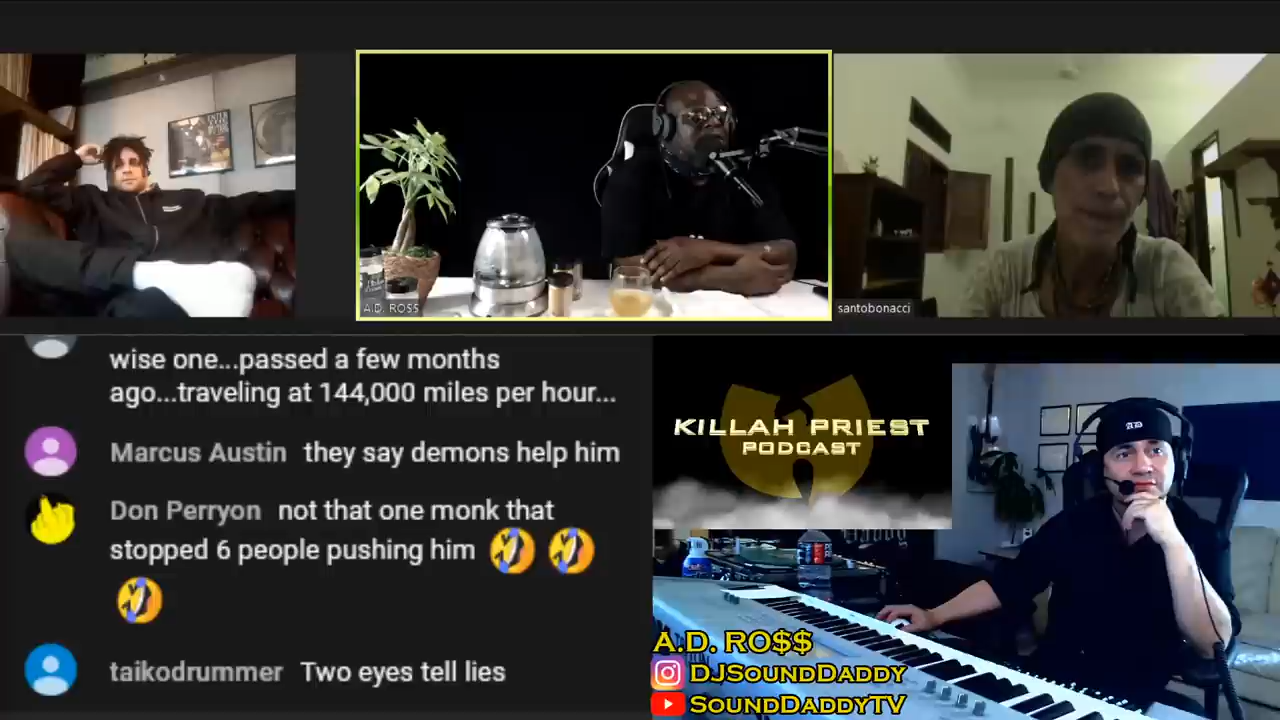 A.D. ROSS
santobonacci
wise one...passed a few months
ago...traveling at 144,000 miles per hour...
Marcus Austin they say demons help him
Don Perryon not that one monk that
stopped 6 people pushing him 🤣 🤣
🤣
taikodrummer Two eyes tell lies
KILLAH PRIEST
PODCAST
A.D. RO$$
DJSOUNDDADDY
SOUNDDADDYTV